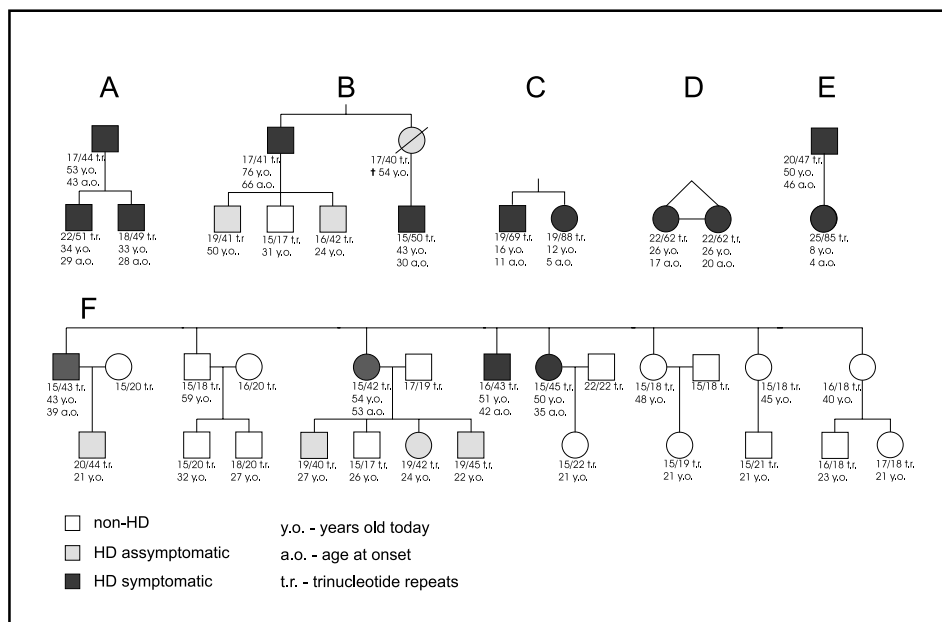 A
B
C
D
E
17/44 t.r.
53 y.o.
43 a.o.
22/51 t.r.
34 y.o.
29 a.o.
18/49 t.r.
33 y.o.
28 a.o.
17/41 t.r.
76 y.o.
66 a.o.
17/40 t.r.
✝ 54 y.o.
19/41 t.r
50 y.o..
15/17 t.r.
31 y.o.
16/42 t.r.
24 y.o.
15/50 t.r.
43 y.o.
30 a.o.
19/69 t.r.
16 y.o.
11 a.o.
19/88 t.r.
12 y.o.
5 a.o.
22/62 t.r.
26 y.o.
17 a.o.
22/62 t.r.
26 y.o.
20 a.o.
20/47 t.r.
50 y.o.
46 a.o.
25/85 t.r.
8 y.o.
4 a.o.
F
15/43 t.r.
43 y.o.
39 a.o.
15/20 t.r.
15/18 t.r.
59 y.o.
16/20 t.r.
15/42 t.r.
54 y.o.
53 a.o.
17/19 t.r.
16/43 t.r.
51 y.o.
42 a.o.
15/45 t.r.
50 y.o.
35 a.o.
22/22 t.r.
15/18 t.r.
48 y.o.
15/18 t.r.
15/18 t.r.
45 y.o.
16/18 t.r.
40 y.o.
20/44 t.r.
21 y.o.
15/20 t.r.
32 y.o.
18/20 t.r.
27 y.o.
19/40 t.r.
27 y.o.
15/17 t.r.
26 y.o.
19/42 t.r.
24 y.o.
19/45 t.r.
22 y.o.
15/22 t.r.
21 y.o.
15/19 t.r.
21 y.o.
15/21 t.r.
21 y.o.
16/18 t.r.
23 y.o.
17/18 t.r.
21 y.o.
non-HD
y.o. - years old today
HD assymptomatic
a.o. - age at onset
HD symptomatic
t.r. - trinucleotide repeats